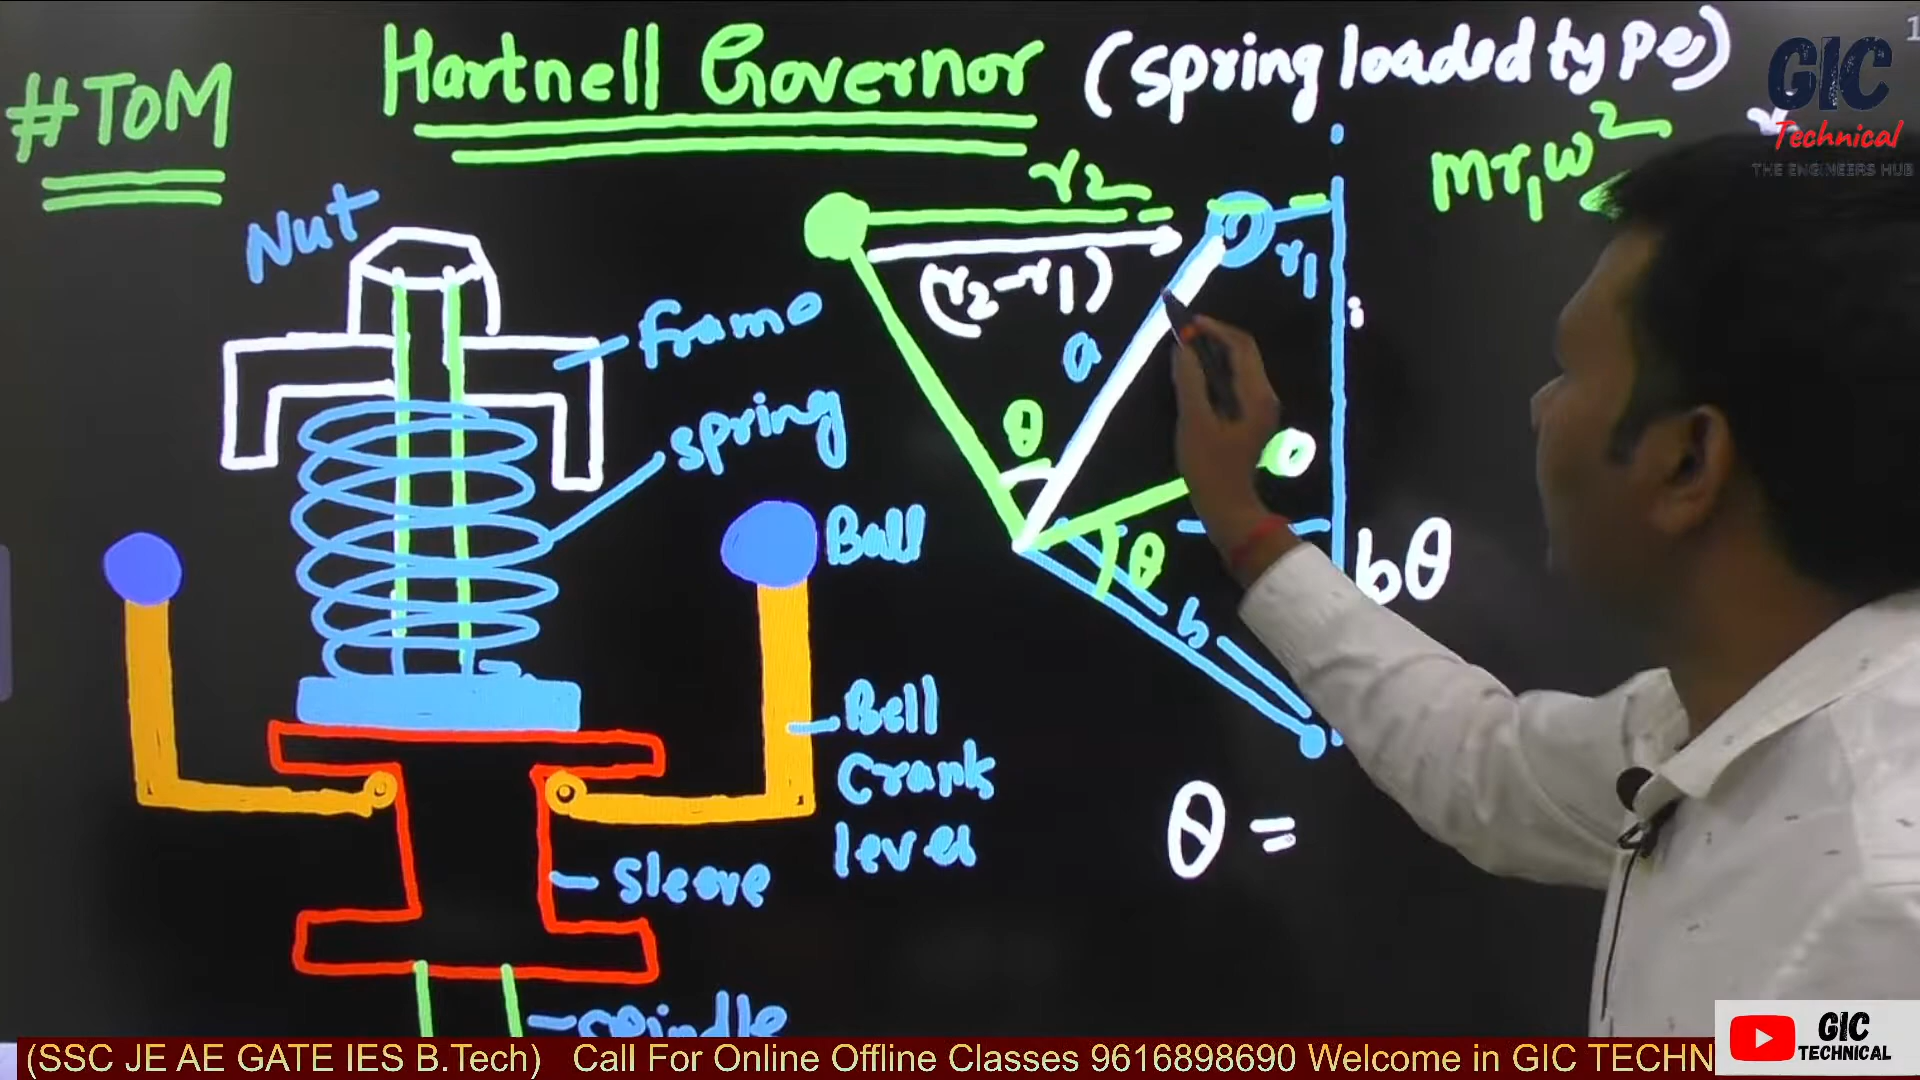 #TOM
Hartnell Governor (spring loaded type)
GIC
Technical
THE ENGINEERS HUB
1
mr₁ω²
Nut
frame
spring
Ball
Bell
Crank
lever
sleeve
spindle
r₂
(r₂-r₁)
r₁
a
θ
θ
b
bθ
θ =
(SSC JE AE GATE IES B.Tech) Call For Online Offline Classes 9616898690 Welcome in GIC TECHN
GIC
TECHNICAL